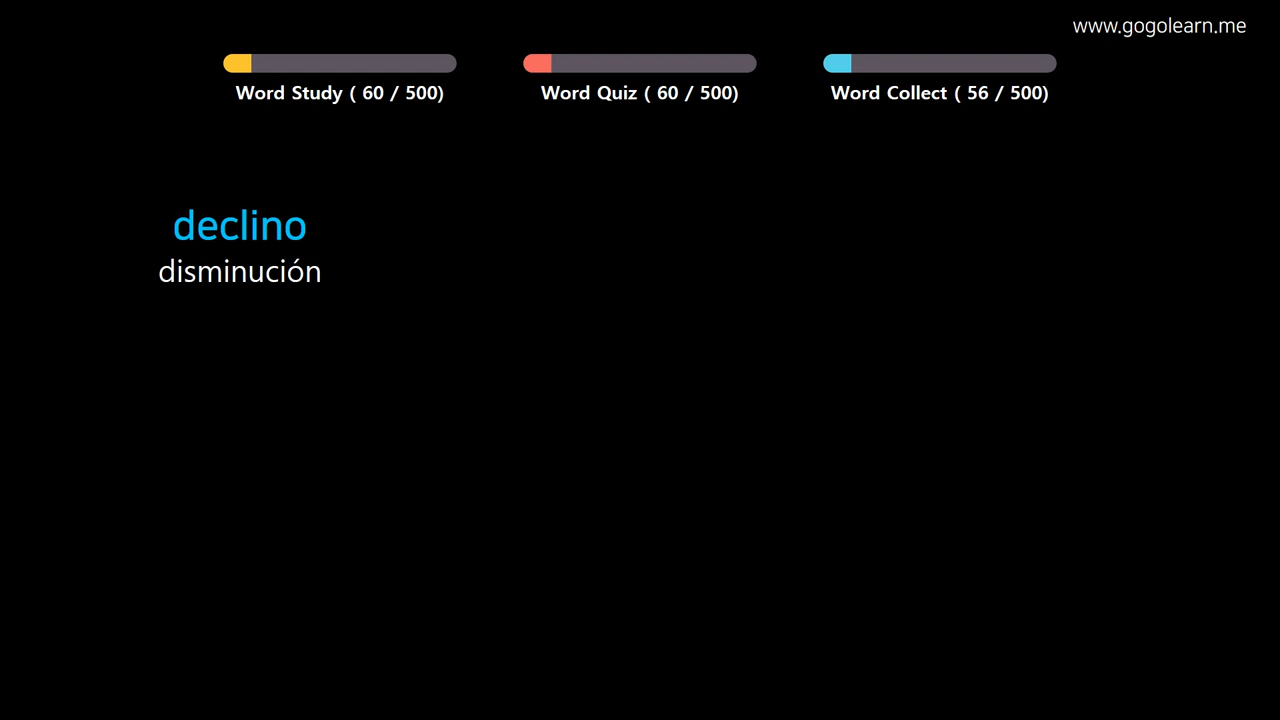 www.gogolearn.me
Word Study ( 60 / 500)
Word Quiz ( 60 / 500)
Word Collect ( 56 / 500)
declino
disminución